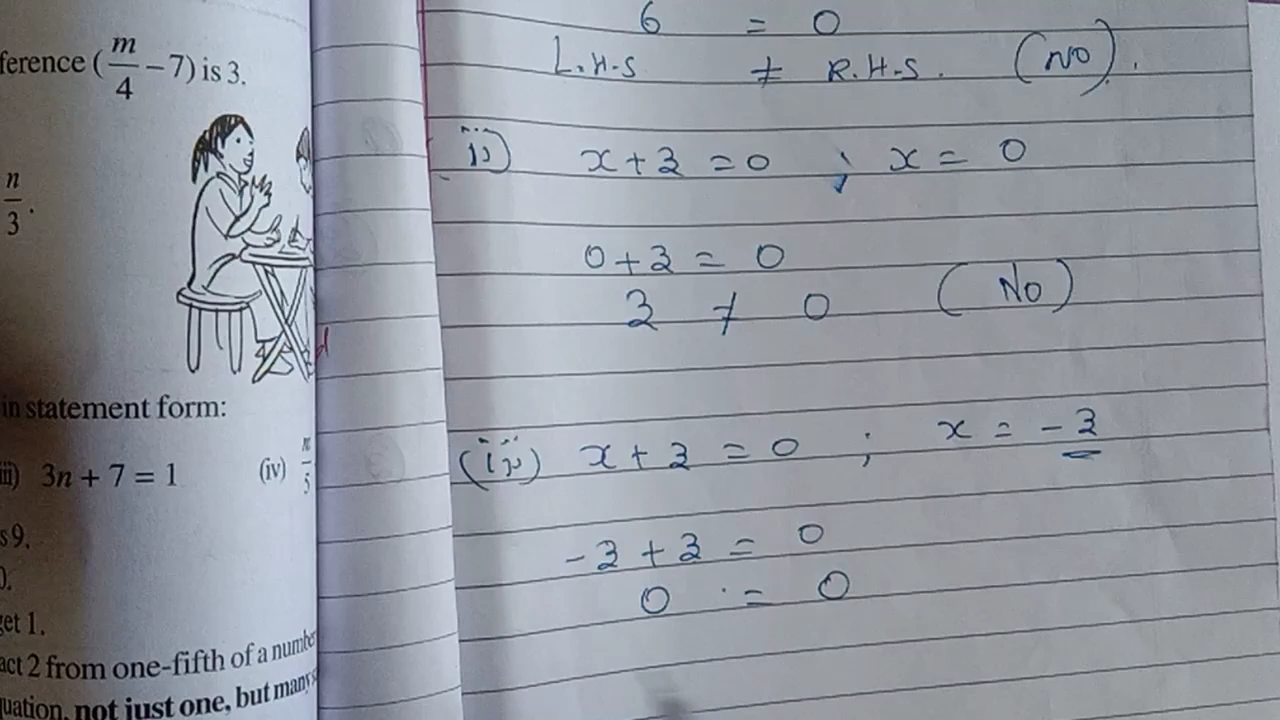 ference (m/4 – 7) is 3.
n/3.
in statement form:
iii) 3n + 7 = 1 (iv)
s 9.
0.
get 1.
act 2 from one-fifth of a number
quation, not just one, but many
6 = 0
L.H.S ≠ R.H.S. (NO).
ii) x + 3 = 0 ; x = 0
0 + 3 = 0
3 ≠ 0 (No)
(iii) x + 3 = 0 ; x = -3
-3 + 3 = 0
0 = 0